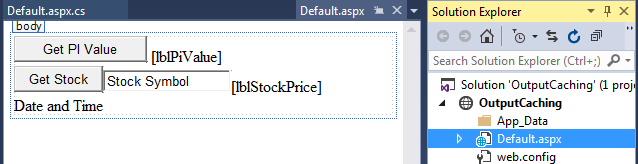 Default.aspx.cs
Default.aspx
body
Get PI Value [lblPiValue]
Get Stock Stock Symbol [lblStockPrice]
Date and Time
Solution Explorer
Search Solution Explorer (Ctrl+;)
Solution 'OutputCaching' (1 proj
OutputCaching
App_Data
Default.aspx
web.config